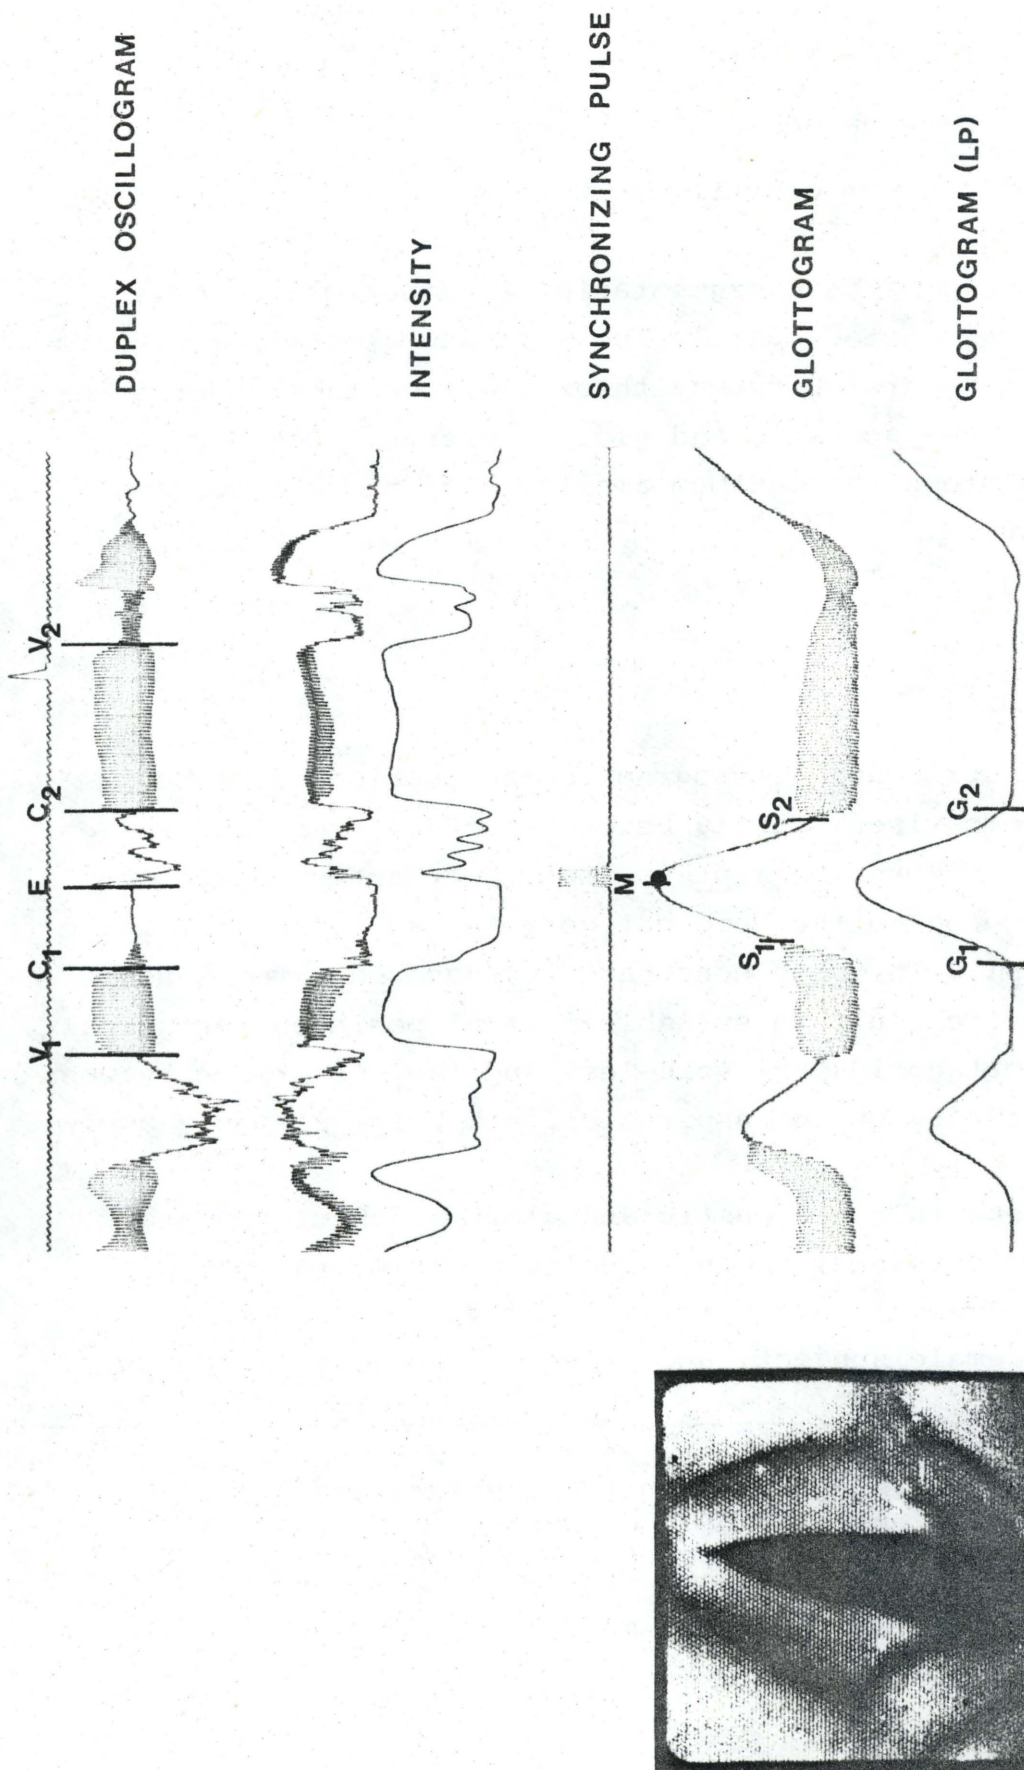 V1 C1 E C2 V2
DUPLEX OSCILLOGRAM
INTENSITY
SYNCHRONIZING PULSE
M
S1 S2
GLOTTOGRAM
G1 G2
GLOTTOGRAM (LP)